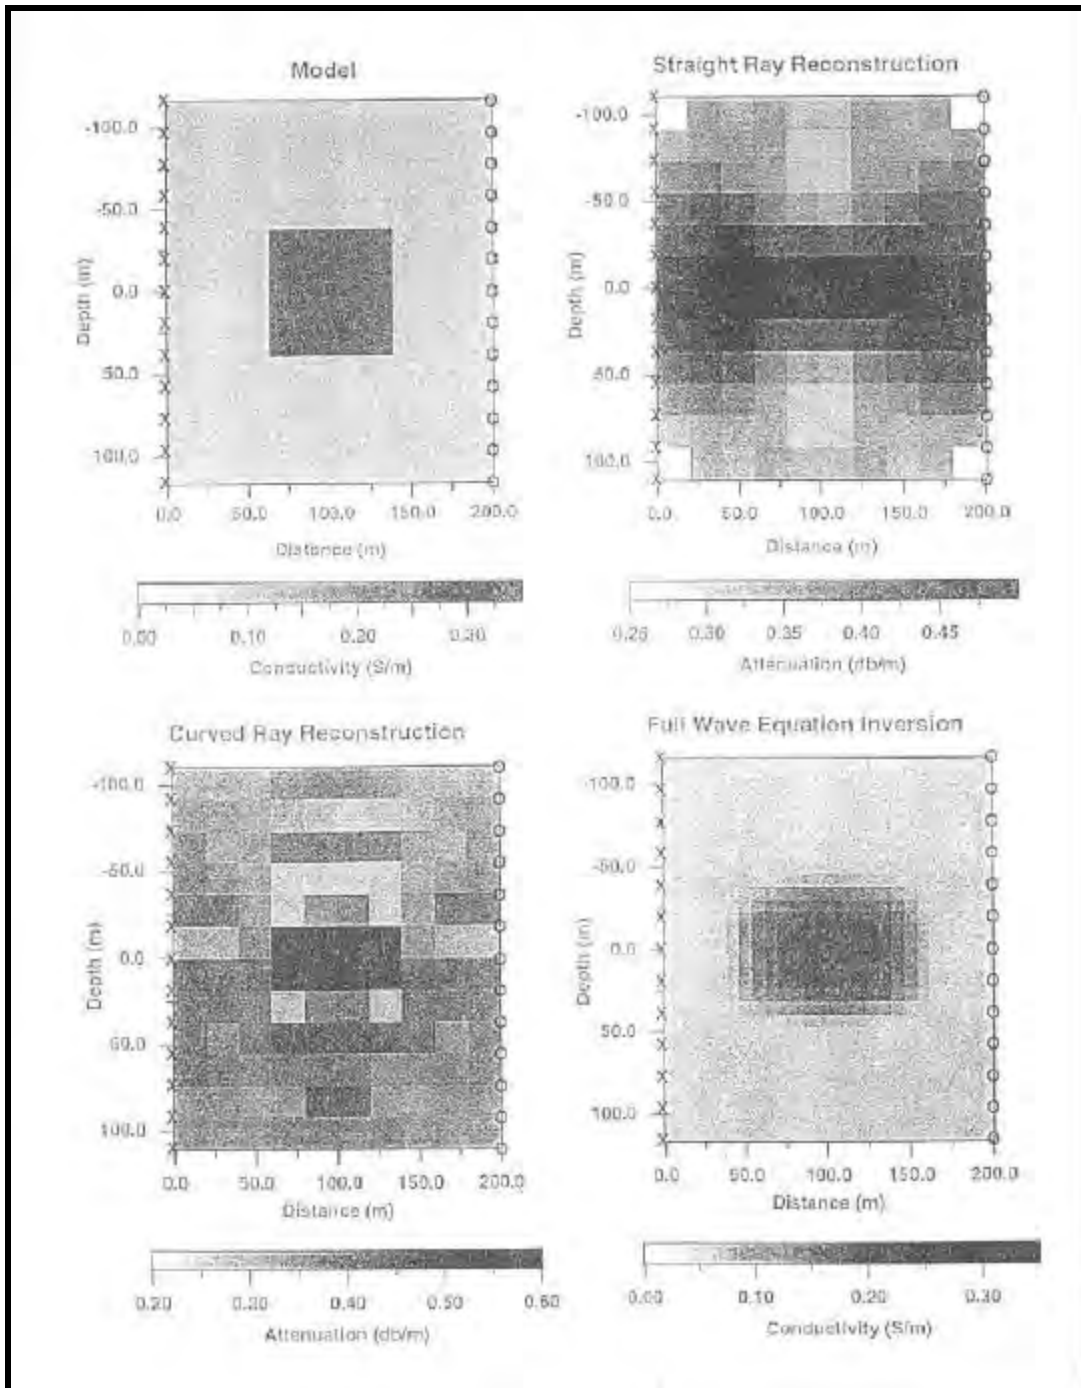 Model
-100.0
-50.0
0.0
50.0
100.0
Depth (m)
0.0 50.0 100.0 150.0 200.0
Distance (m)
0.00 0.10 0.20 0.30
Conductivity (S/m)
Straight Ray Reconstruction
-100.0
-50.0
0.0
50.0
100.0
Depth (m)
0.0 50.0 100.0 150.0 200.0
Distance (m)
0.25 0.30 0.35 0.40 0.45
Attenuation (db/m)
Curved Ray Reconstruction
-100.0
-50.0
0.0
50.0
100.0
Depth (m)
0.0 50.0 100.0 150.0 200.0
Distance (m)
0.20 0.30 0.40 0.50 0.60
Attenuation (db/m)
Full Wave Equation Inversion
-100.0
-50.0
0.0
50.0
100.0
Depth (m)
0.0 50.0 100.0 150.0 200.0
Distance (m)
0.00 0.10 0.20 0.30
Conductivity (S/m)